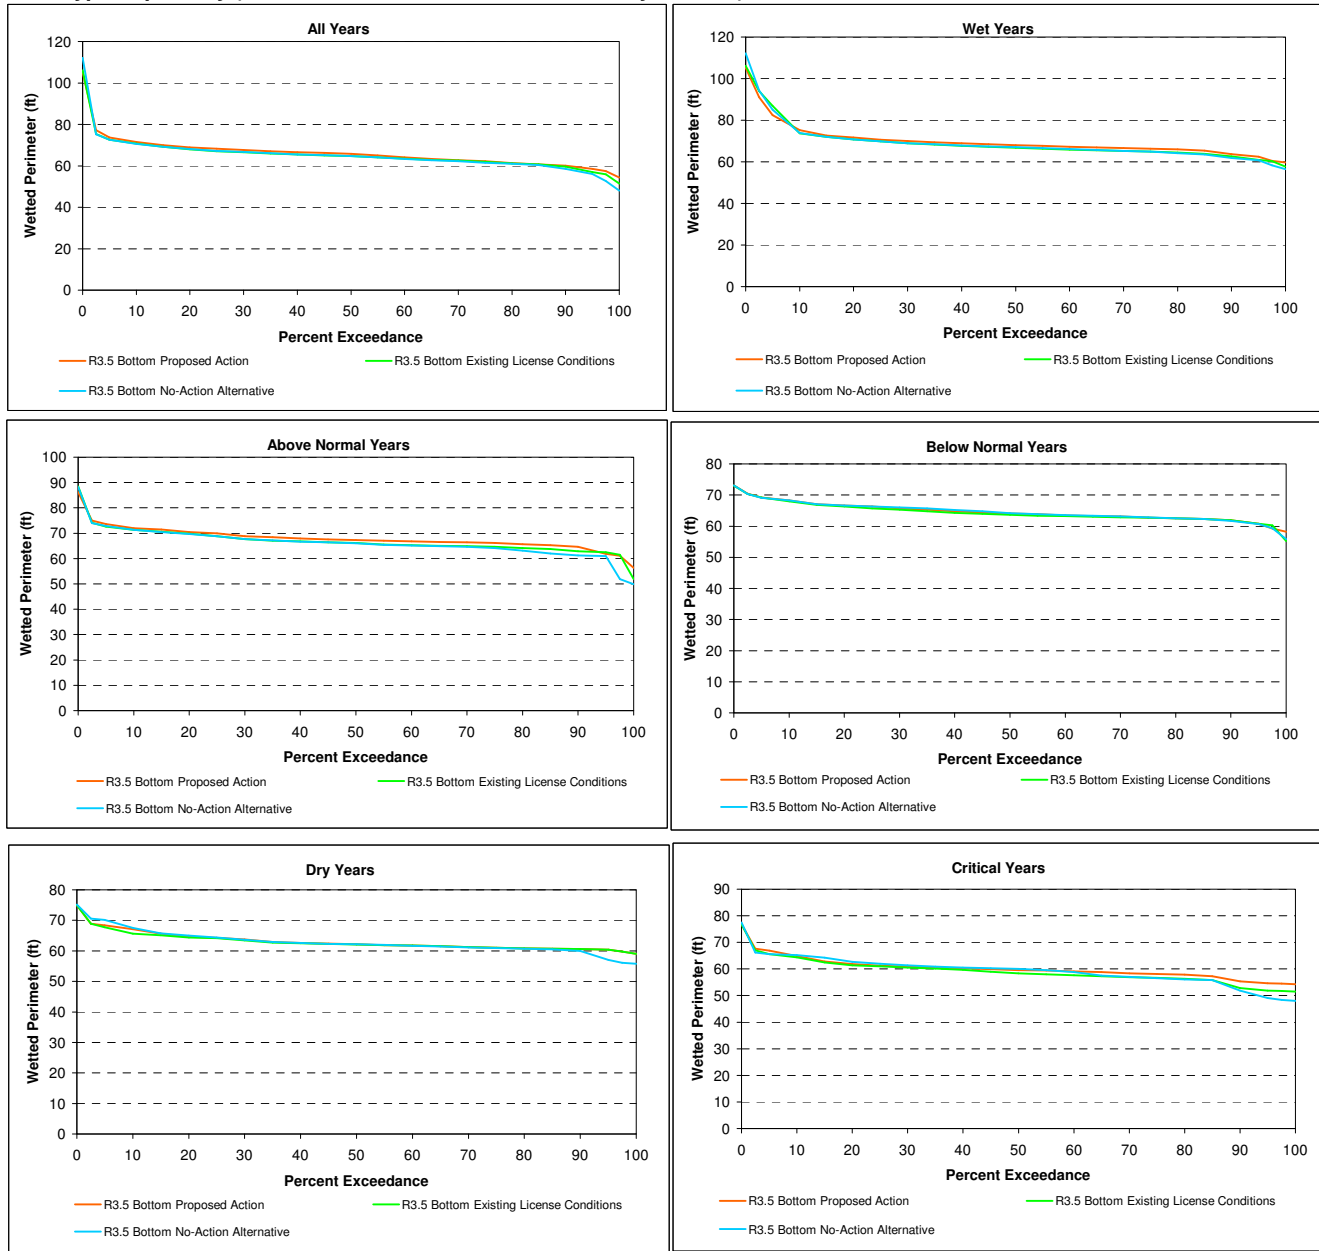 All Years
120
100
80
60
40
20
0
Wetted Perimeter (ft)
0 10 20 30 40 50 60 70 80 90 100
Percent Exceedance
R3.5 Bottom Proposed Action R3.5 Bottom Existing License Conditions
R3.5 Bottom No-Action Alternative
Wet Years
120
100
80
60
40
20
0
Wetted Perimeter (ft)
0 10 20 30 40 50 60 70 80 90 100
Percent Exceedance
R3.5 Bottom Proposed Action R3.5 Bottom Existing License Conditions
R3.5 Bottom No-Action Alternative
Above Normal Years
100
90
80
70
60
50
40
30
20
10
0
Wetted Perimeter (ft)
0 10 20 30 40 50 60 70 80 90 100
Percent Exceedance
R3.5 Bottom Proposed Action R3.5 Bottom Existing License Conditions
R3.5 Bottom No-Action Alternative
Below Normal Years
80
70
60
50
40
30
20
10
0
Wetted Perimeter (ft)
0 10 20 30 40 50 60 70 80 90 100
Percent Exceedance
R3.5 Bottom Proposed Action R3.5 Bottom Existing License Conditions
R3.5 Bottom No-Action Alternative
Dry Years
80
70
60
50
40
30
20
10
0
Wetted Perimeter (ft)
0 10 20 30 40 50 60 70 80 90 100
Percent Exceedance
R3.5 Bottom Proposed Action R3.5 Bottom Existing License Conditions
R3.5 Bottom No-Action Alternative
Critical Years
90
80
70
60
50
40
30
20
10
0
Wetted Perimeter (ft)
0 10 20 30 40 50 60 70 80 90 100
Percent Exceedance
R3.5 Bottom Proposed Action R3.5 Bottom Existing License Conditions
R3.5 Bottom No-Action Alternative